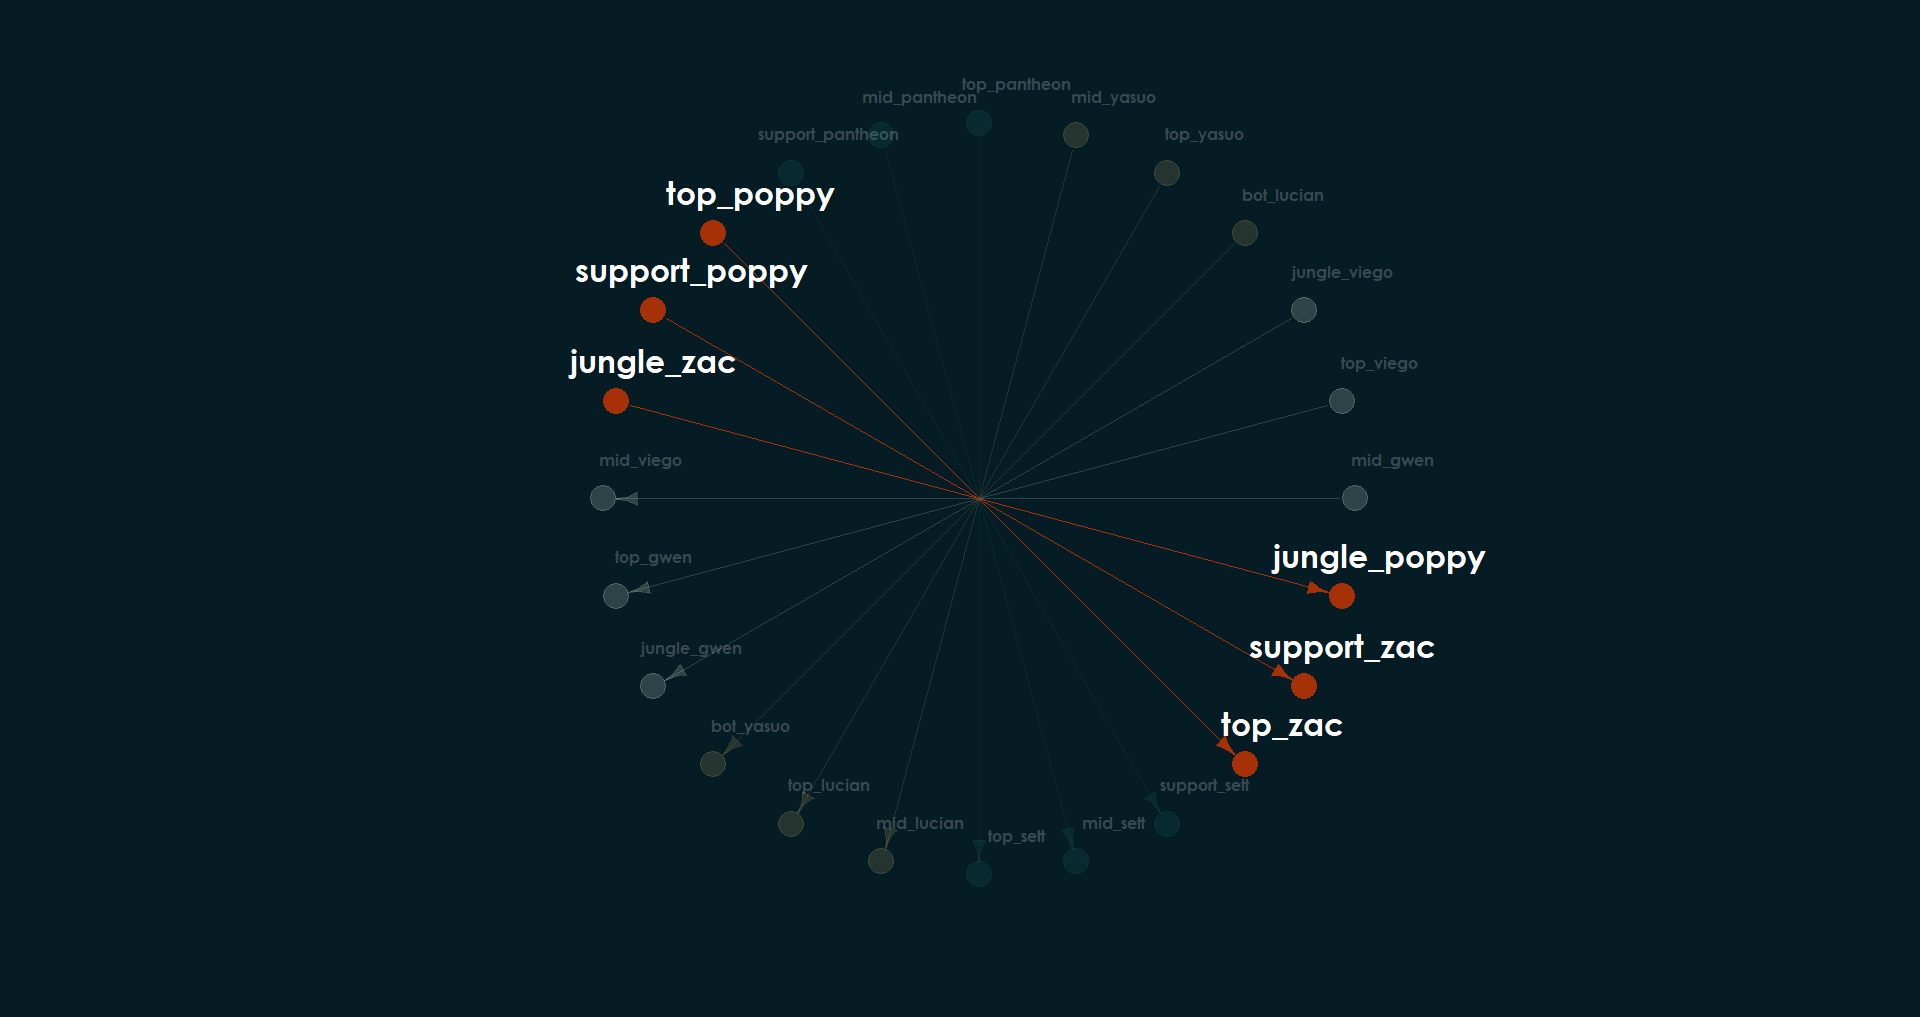 top_pantheon
mid_pantheon
mid_yasuo
support_pantheon
top_yasuo
top_poppy
bot_lucian
support_poppy
jungle_viego
jungle_zac
top_viego
mid_viego
mid_gwen
top_gwen
jungle_poppy
jungle_gwen
support_zac
bot_yasuo
top_zac
top_lucian
support_sett
mid_lucian
mid_sett
top_sett